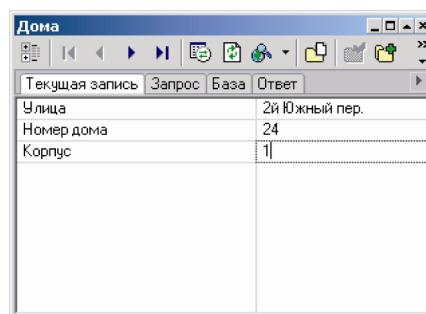 Дома
Текущая запись Запрос База Ответ
Улица 2й Южный пер.
Номер дома 24
Корпус 1